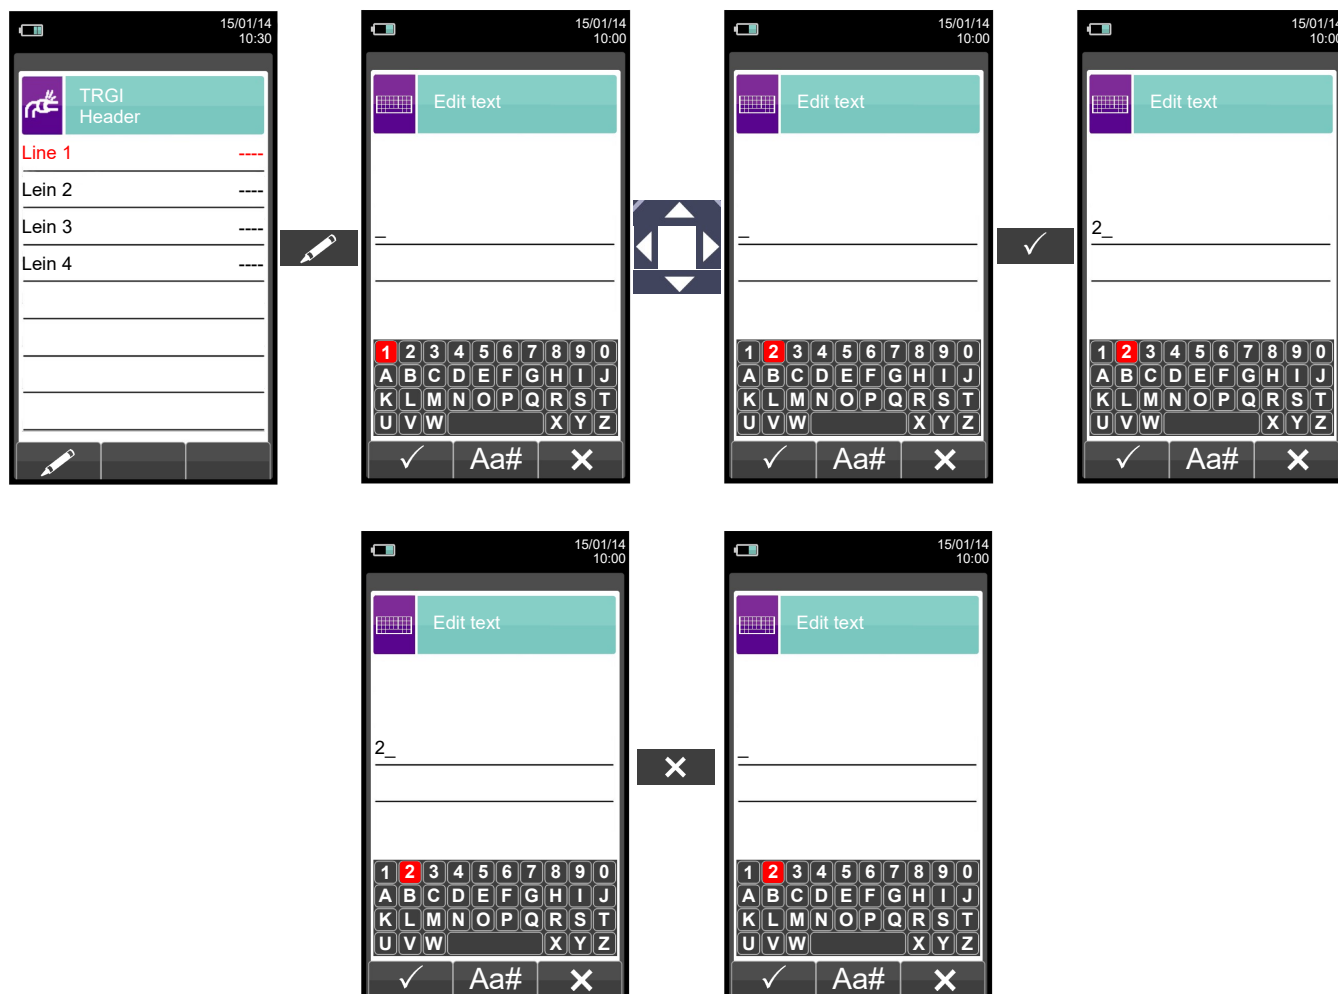 15/01/14
10:30
TRGI
Header
Line 1 ----
Lein 2 ----
Lein 3 ----
Lein 4 ----
15/01/14
10:00
Edit text
_
1 2 3 4 5 6 7 8 9 0
A B C D E F G H I J
K L M N O P Q R S T
U V W X Y Z
Aa#
15/01/14
10:00
Edit text
_
1 2 3 4 5 6 7 8 9 0
A B C D E F G H I J
K L M N O P Q R S T
U V W X Y Z
Aa#
15/01/14
10:00
Edit text
2_
1 2 3 4 5 6 7 8 9 0
A B C D E F G H I J
K L M N O P Q R S T
U V W X Y Z
Aa#
15/01/14
10:00
Edit text
2_
1 2 3 4 5 6 7 8 9 0
A B C D E F G H I J
K L M N O P Q R S T
U V W X Y Z
Aa#
15/01/14
10:00
Edit text
_
1 2 3 4 5 6 7 8 9 0
A B C D E F G H I J
K L M N O P Q R S T
U V W X Y Z
Aa#